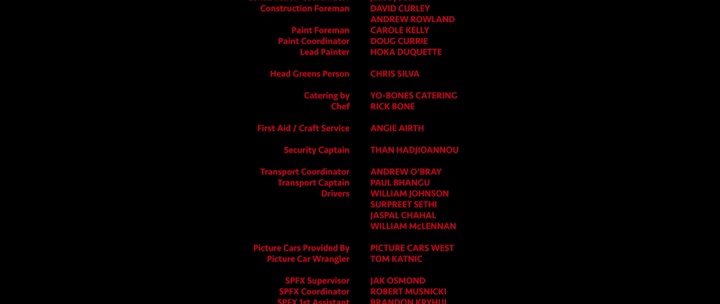 Construction Foreman DAVID CURLEY
ANDREW ROWLAND
Paint Foreman CAROLE KELLY
Paint Coordinator DOUG CURRIE
Lead Painter HOKA DUQUETTE
Head Greens Person CHRIS SILVA
Catering by YO-BONES CATERING
Chef RICK BONE
First Aid / Craft Service ANGIE AIRTH
Security Captain THAN HADJIOANNOU
Transport Coordinator ANDREW O'BRAY
Transport Captain PAUL BHANGU
Drivers WILLIAM JOHNSON
SURPREET SETHI
JASPAL CHAHAL
WILLIAM McLENNAN
Picture Cars Provided By PICTURE CARS WEST
Picture Car Wrangler TOM KATNIC
SPFX Supervisor JAK OSMOND
SPFX Coordinator ROBERT MUSNICKI
SPFX 1st Assistant BRANDON KRYHUL